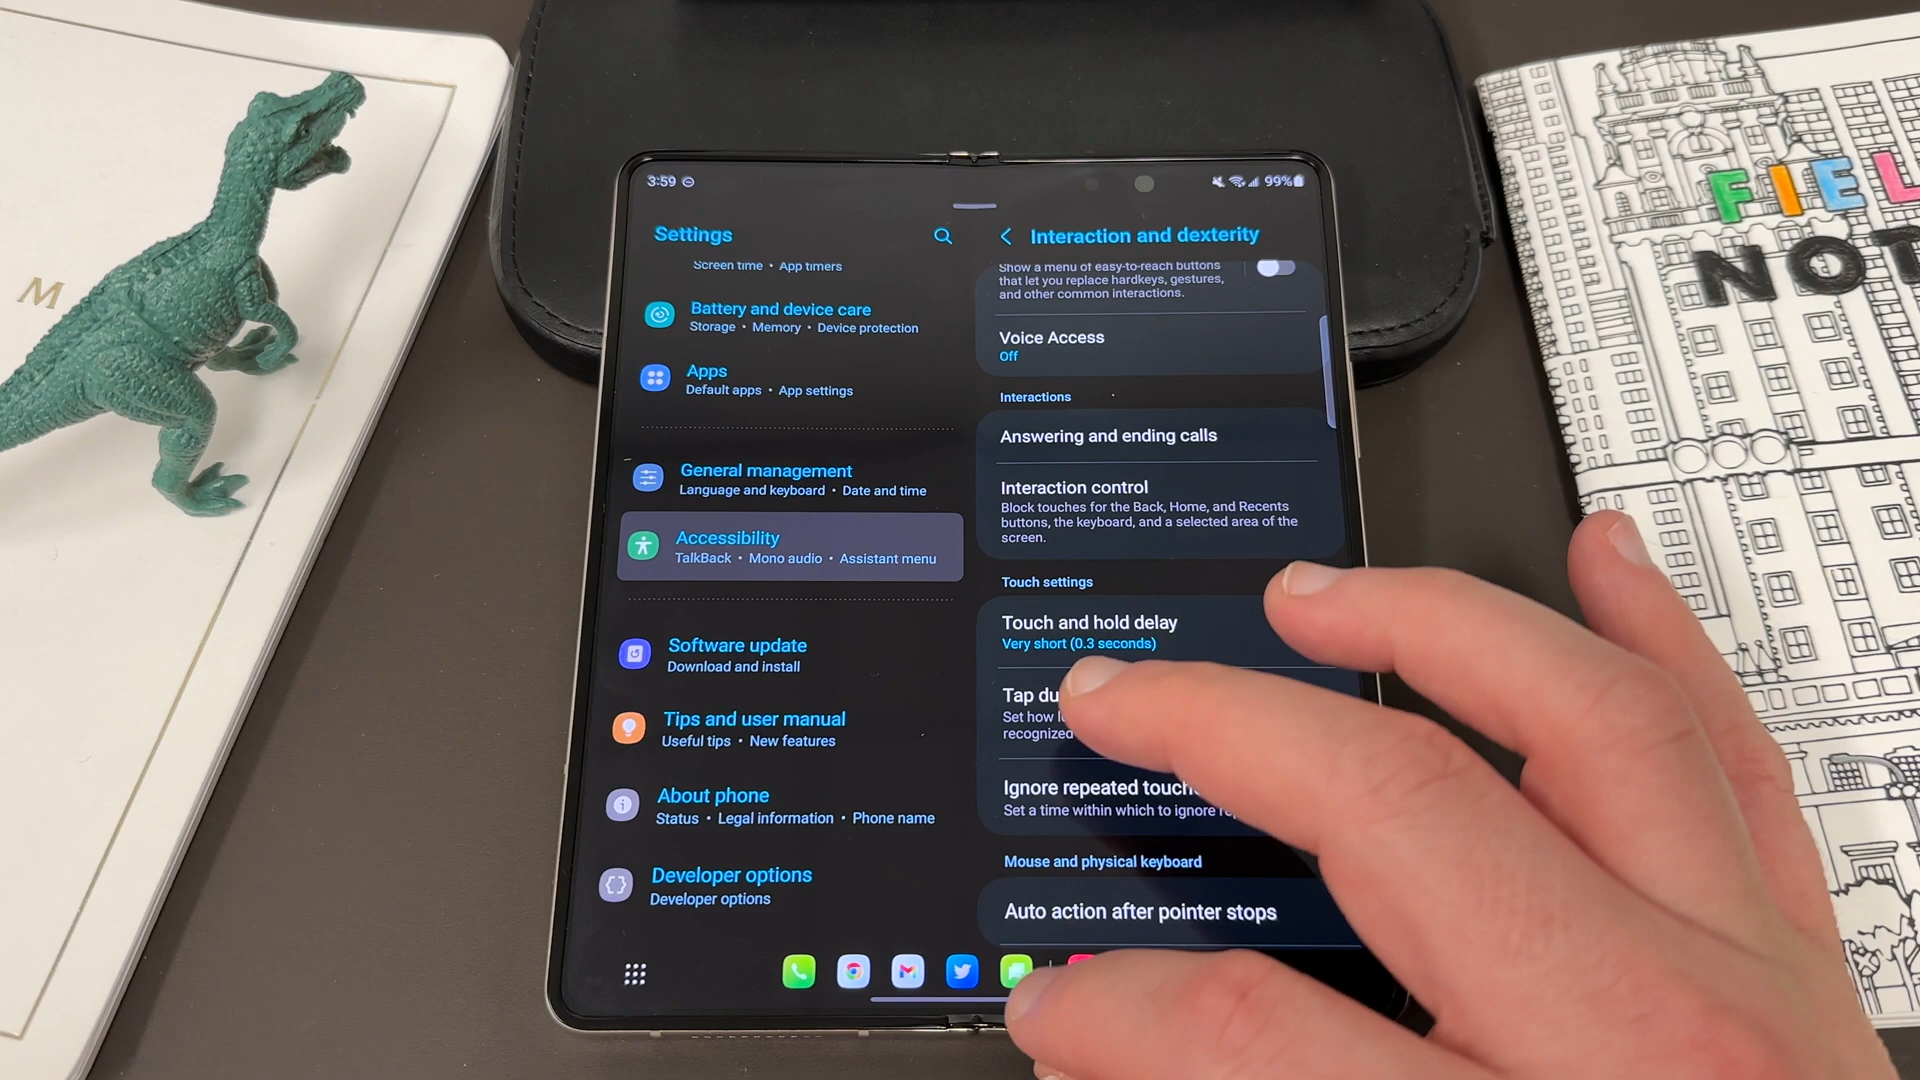 M
FIEL
NOT
3:59
99%
Settings
Screen time • App timers
Battery and device care
Storage • Memory • Device protection
Apps
Default apps • App settings
General management
Language and keyboard • Date and time
Accessibility
TalkBack • Mono audio • Assistant menu
Software update
Download and install
Tips and user manual
Useful tips • New features
About phone
Status • Legal information • Phone name
Developer options
Developer options
Interaction and dexterity
Show a menu of easy-to-reach buttons
that let you replace hardkeys, gestures,
and other common interactions.
Voice Access
Off
Interactions
Answering and ending calls
Interaction control
Block touches for the Back, Home, and Recents
buttons, the keyboard, and a selected area of the
screen.
Touch settings
Touch and hold delay
Very short (0.3 seconds)
Tap du
Set how l
recognized
Ignore repeated touch
Set a time within which to ignore re
Mouse and physical keyboard
Auto action after pointer stops